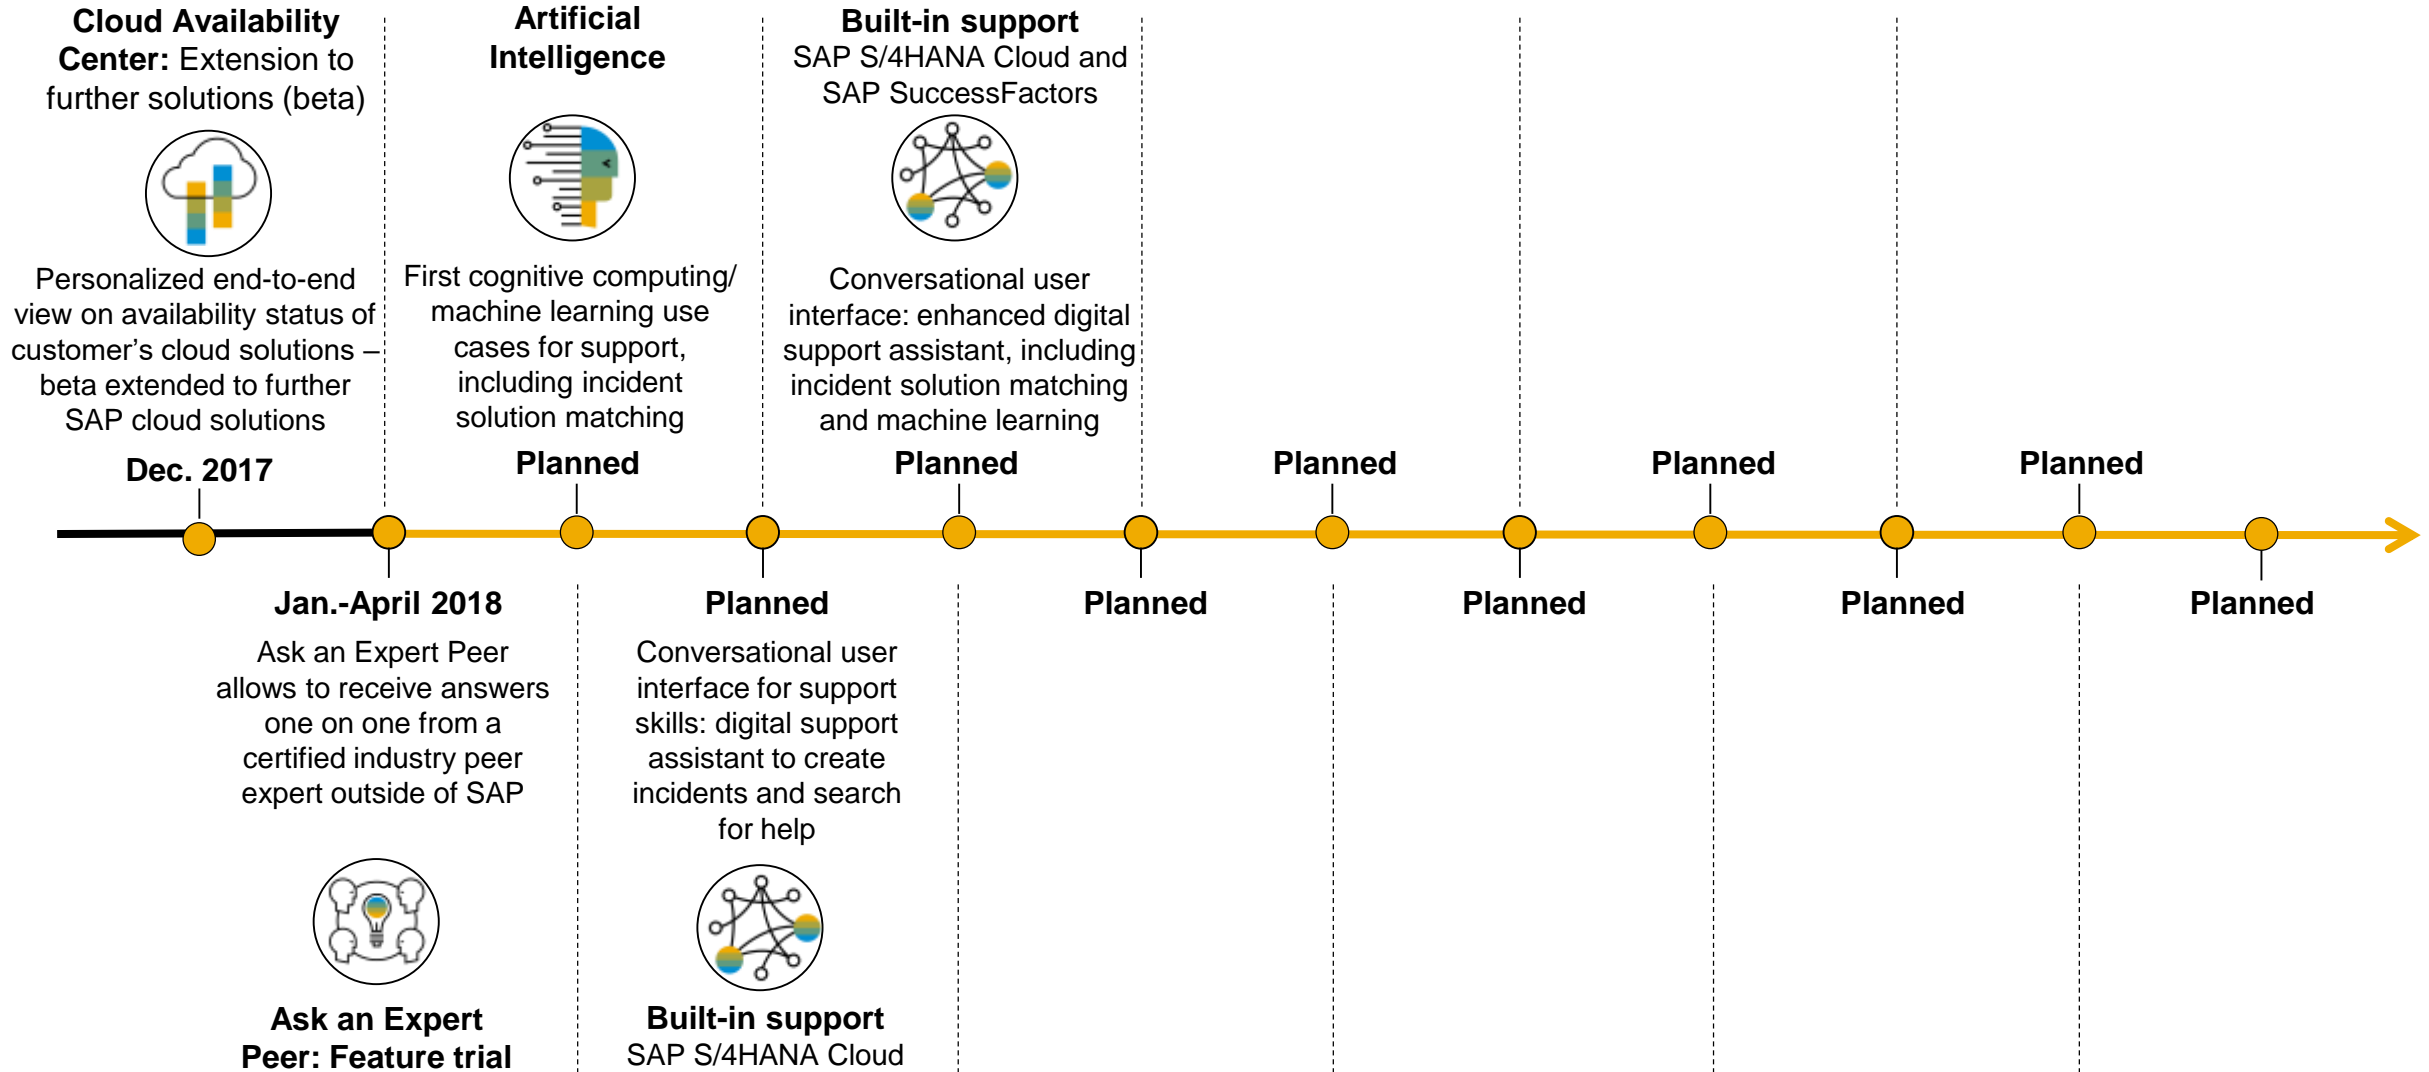 Cloud Availability
Center: Extension to
further solutions (beta)
Personalized end-to-end
view on availability status of
customer’s cloud solutions –
beta extended to further
SAP cloud solutions
Dec. 2017
Artificial
Intelligence
First cognitive computing/
machine learning use
cases for support,
including incident
solution matching
Planned
Built-in support
SAP S/4HANA Cloud and
SAP SuccessFactors
Conversational user
interface: enhanced digital
support assistant, including
incident solution matching
and machine learning
Planned
Planned
Planned
Planned
Jan.-April 2018
Ask an Expert Peer
allows to receive answers
one on one from a
certified industry peer
expert outside of SAP
Ask an Expert
Peer: Feature trial
Planned
Conversational user
interface for support
skills: digital support
assistant to create
incidents and search
for help
Built-in support
SAP S/4HANA Cloud
Planned
Planned
Planned
Planned